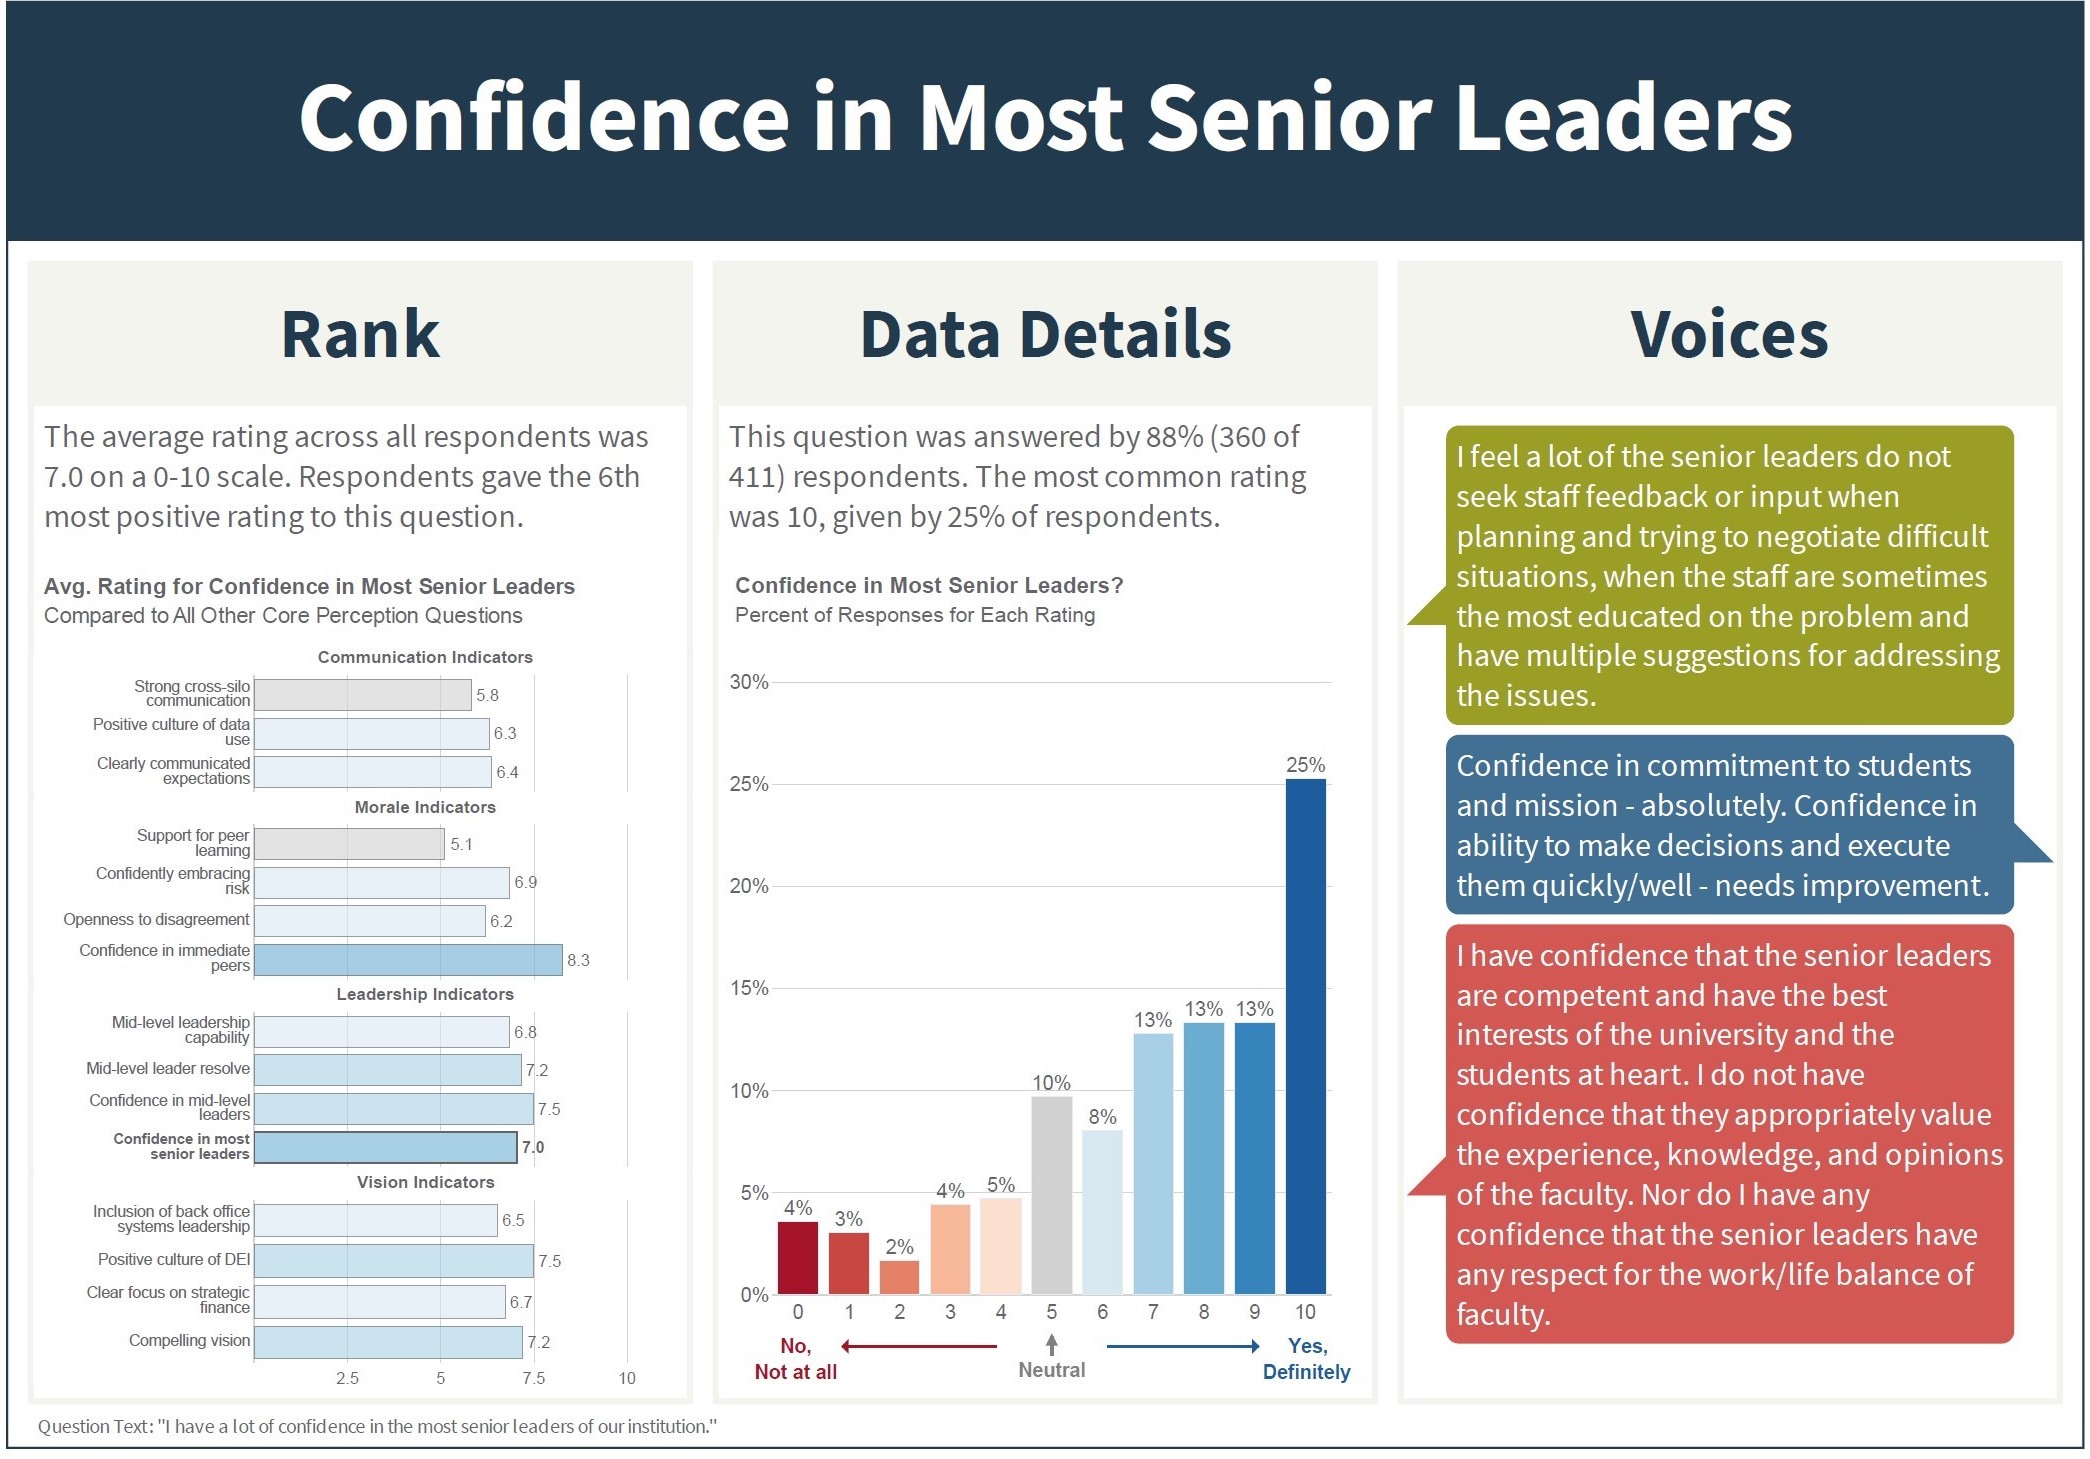 Confidence in Most Senior Leaders
Rank
The average rating across all respondents was
7.0 on a 0-10 scale. Respondents gave the 6th
most positive rating to this question.
Avg. Rating for Confidence in Most Senior Leaders
Compared to All Other Core Perception Questions
Communication Indicators
Strong cross-silo
communication
5.8
Positive culture of data
use
6.3
Clearly communicated
expectations
6.4
Morale Indicators
Support for peer
learning
5.1
Confidently embracing
risk
6.9
Openness to disagreement
6.2
Confidence in immediate
peers
8.3
Leadership Indicators
Mid-level leadership
capability
6.8
Mid-level leader resolve
7.2
Confidence in mid-level
leaders
7.5
Confidence in most
senior leaders
7.0
Vision Indicators
Inclusion of back office
systems leadership
6.5
Positive culture of DEI
7.5
Clear focus on strategic
finance
6.7
Compelling vision
7.2
2.5 5 7.5 10
Data Details
This question was answered by 88% (360 of
411) respondents. The most common rating
was 10, given by 25% of respondents.
Confidence in Most Senior Leaders?
Percent of Responses for Each Rating
30%
25%
20%
15%
10%
5%
0%
4% 3% 2% 4% 5% 10% 8% 13% 13% 13% 25%
0 1 2 3 4 5 6 7 8 9 10
No,
Not at all
Neutral
Yes,
Definitely
Voices
I feel a lot of the senior leaders do not
seek staff feedback or input when
planning and trying to negotiate difficult
situations, when the staff are sometimes
the most educated on the problem and
have multiple suggestions for addressing
the issues.
Confidence in commitment to students
and mission - absolutely. Confidence in
ability to make decisions and execute
them quickly/well - needs improvement.
I have confidence that the senior leaders
are competent and have the best
interests of the university and the
students at heart. I do not have
confidence that they appropriately value
the experience, knowledge, and opinions
of the faculty. Nor do I have any
confidence that the senior leaders have
any respect for the work/life balance of
faculty.
Question Text: "I have a lot of confidence in the most senior leaders of our institution."